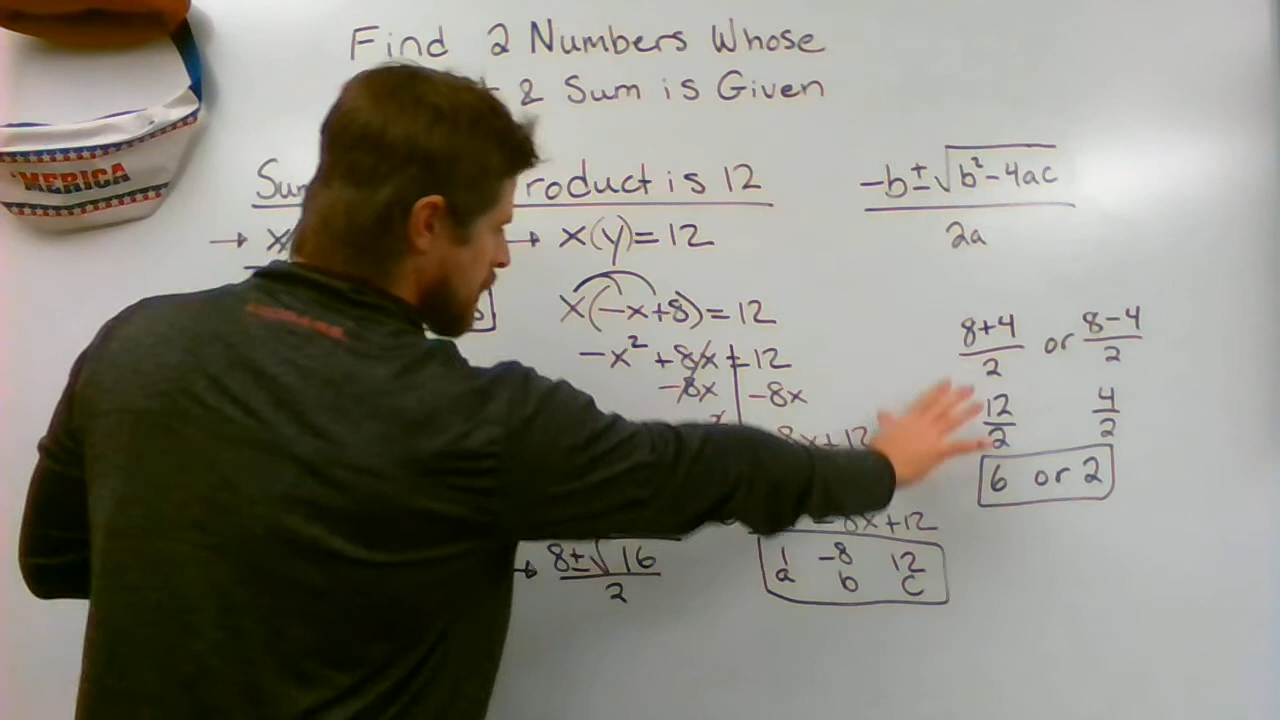 Find 2 Numbers Whose
& Sum is Given
'MERICA
Product is 12
→ x → x(y)=12
x(-x+8)=12
-x² + 8x = 12
-8x | -8x
-8x+12
-8x+12
1 -8 12
a b c
→ 8±√16
2
-b±√b²-4ac
2a
8+4 or 8-4
2 2
12 4
2 2
6 or 2